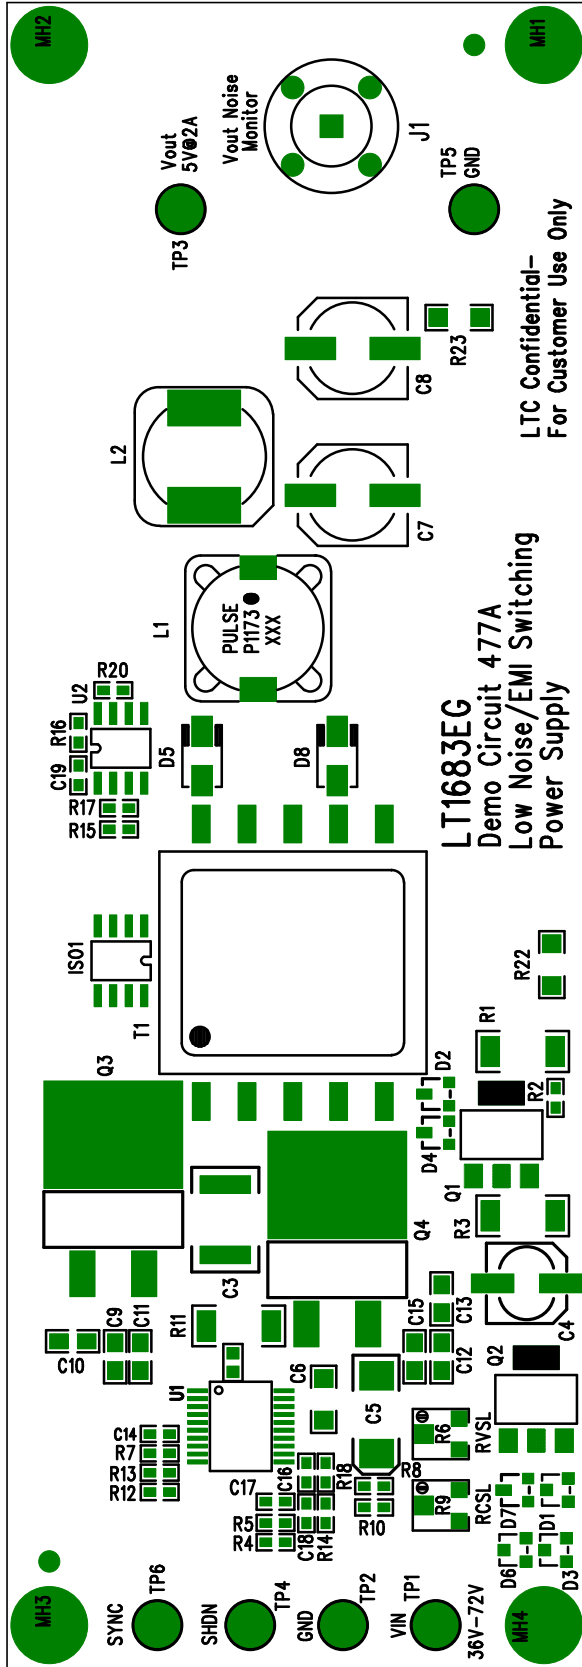 MH2
MH1
Vout
5V@2A
TP3
Vout Noise
Monitor
J1
TP5
GND
LTC Confidential-
For Customer Use Only
R23
C8
C7
L2
L1
PULSE
P1173
XXX
U2
R20
R16
C19
R17
R15
D5
D8
LT1683EG
Demo Circuit 477A
Low Noise/EMI Switching
Power Supply
ISO1
T1
R22
R1
R2
D2
D4
Q1
R3
Q3
Q4
C3
C4
C9
C11
C10
R11
C15
C13
C12
Q2
U1
C6
C5
C14
R7
R13
R12
C17
C16
R5
R4
C18
R14
R18
R8
R10
R6
RVSL
R9
RCSL
D7
D1
D6
D3
MH3
SYNC
TP6
SHDN
TP4
GND
TP2
VIN
TP1
36V-72V
MH4